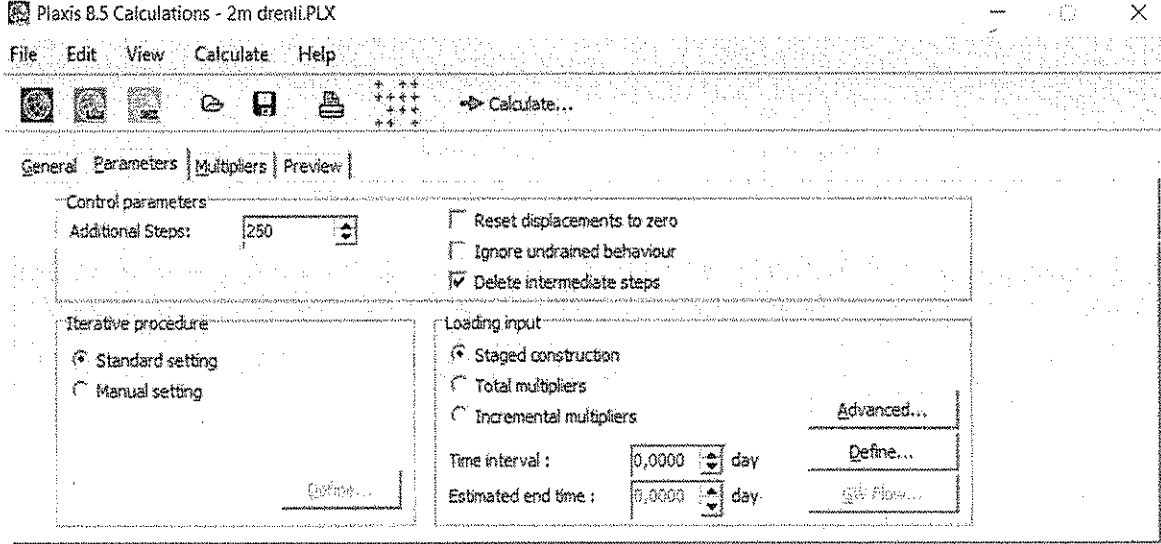 Plaxis 8.5 Calculations - 2m drenli.PLX
File Edit View Calculate Help
Calculate...
General Parameters Multipliers Preview
Control parameters
Additional Steps: 250
Reset displacements to zero
Ignore undrained behaviour
Delete intermediate steps
Iterative procedure
Standard setting
Manual setting
Define...
Loading input
Staged construction
Total multipliers
Incremental multipliers
Advanced...
Time interval : 0,0000 day
Define...
Estimated end time : 0,0000 day
GW Flow...